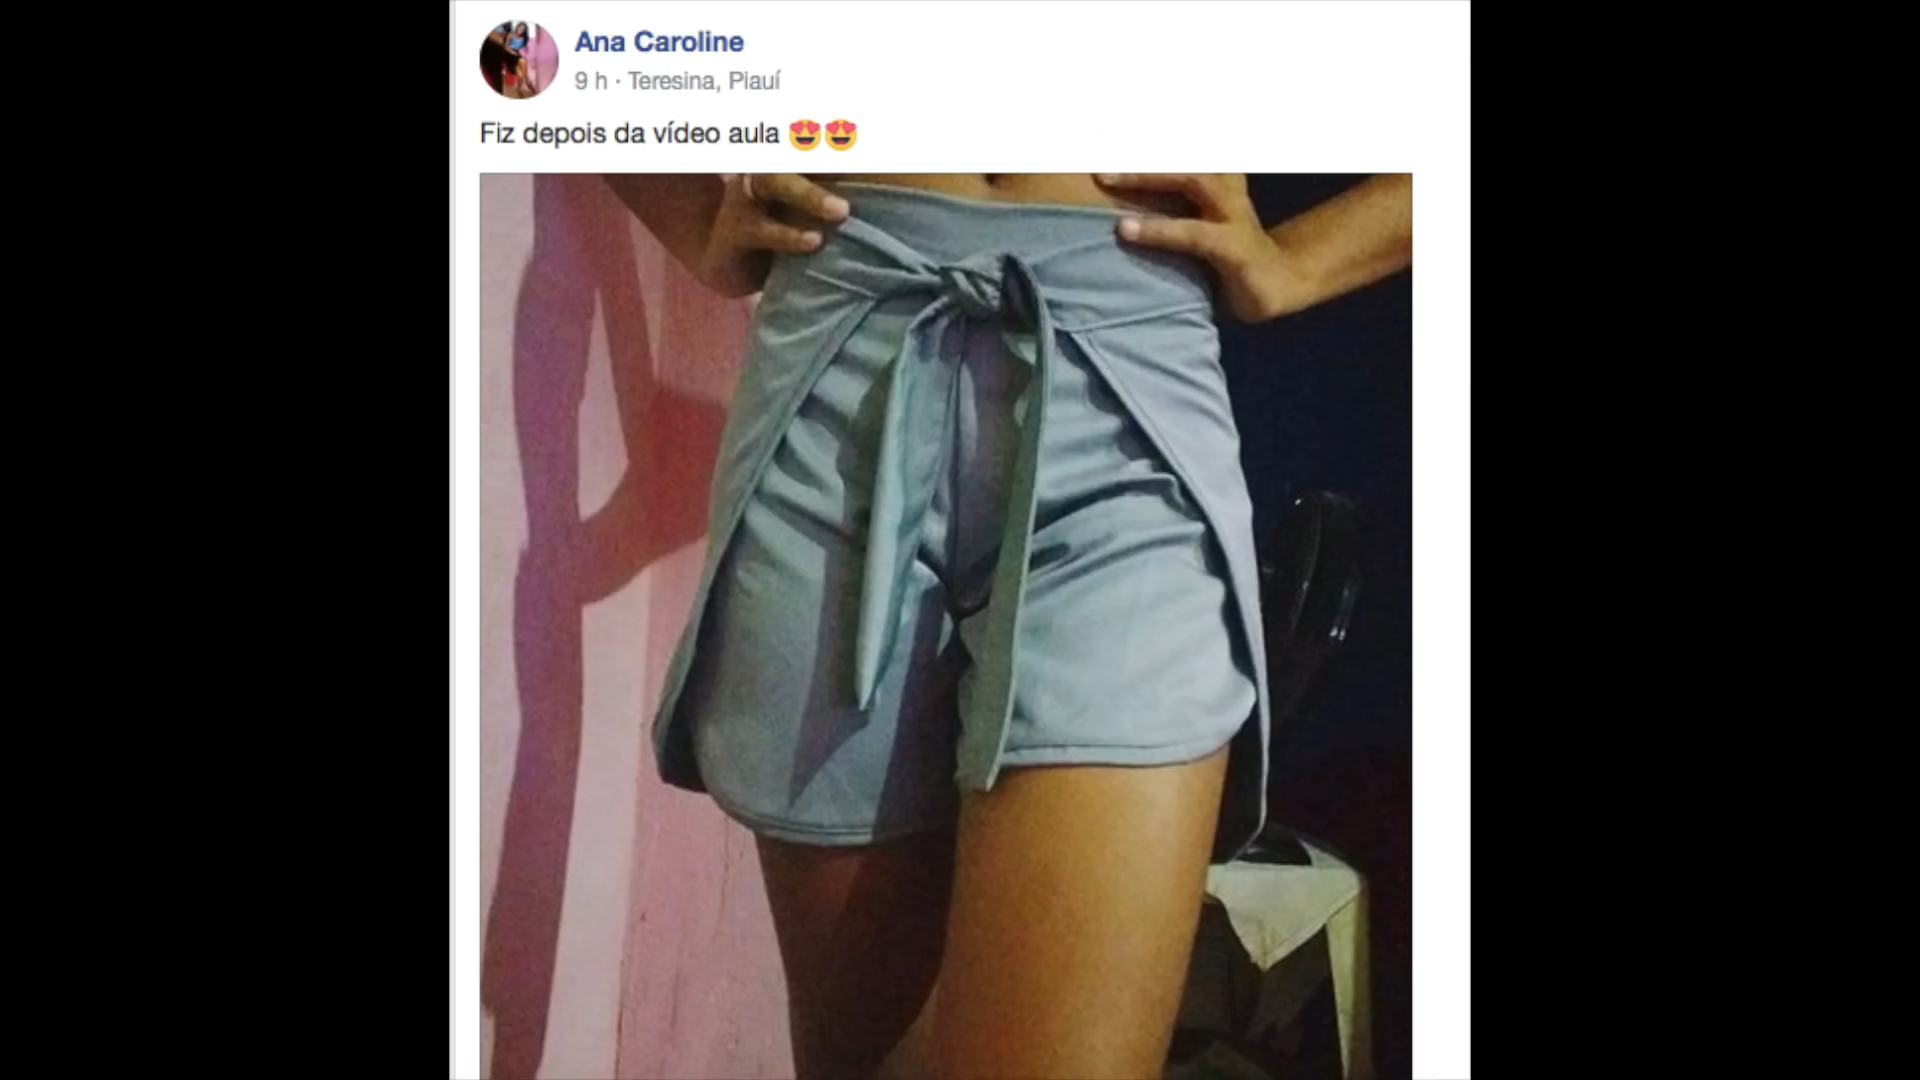 Ana Caroline
9 h · Teresina, Piauí
Fiz depois da vídeo aula 😍😍